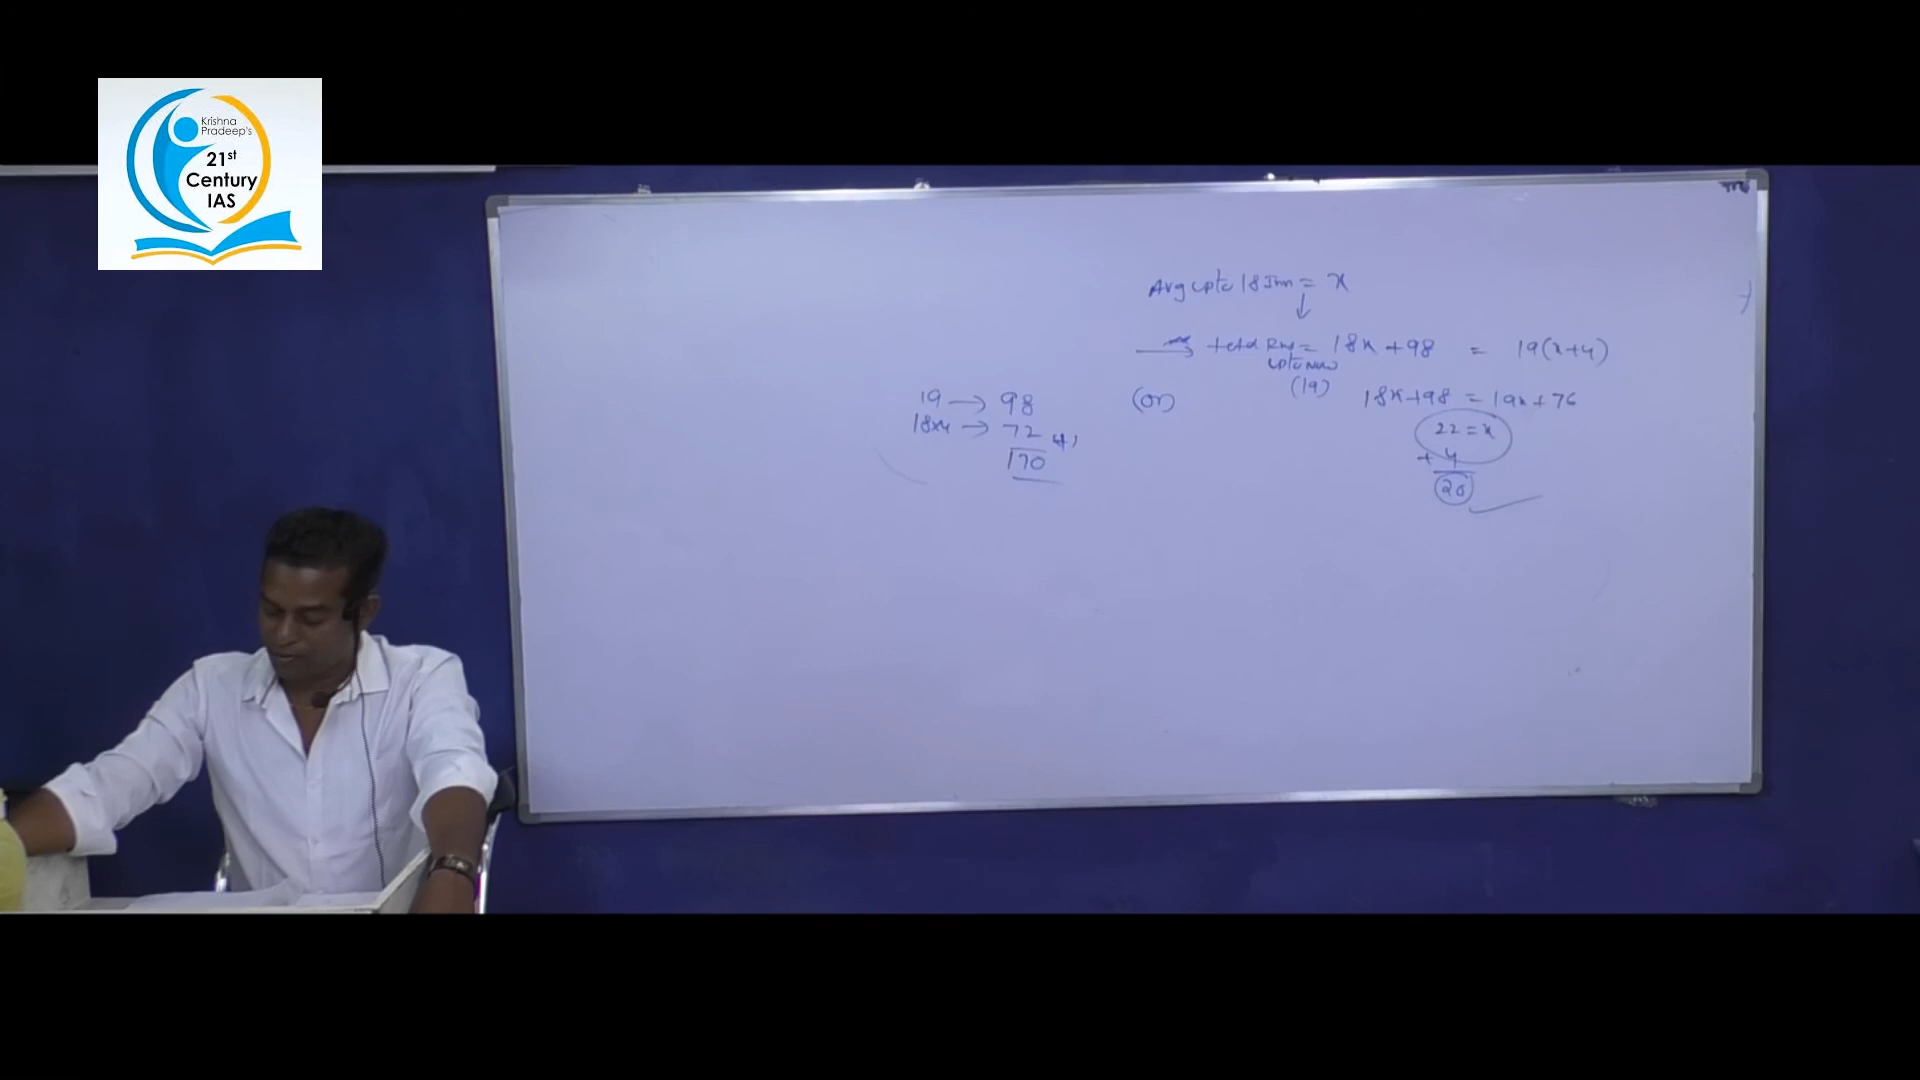 Krishna
Pradeep's
21st
Century
IAS
Avg upto 18 Inn = x
→ total Runs = 18x + 98 = 19(x+4)
upto now
(19)
19 → 98
(or)
18x + 98 = 19x + 76
18x4 → 72 (+)
22 = x
170
+ 4
26